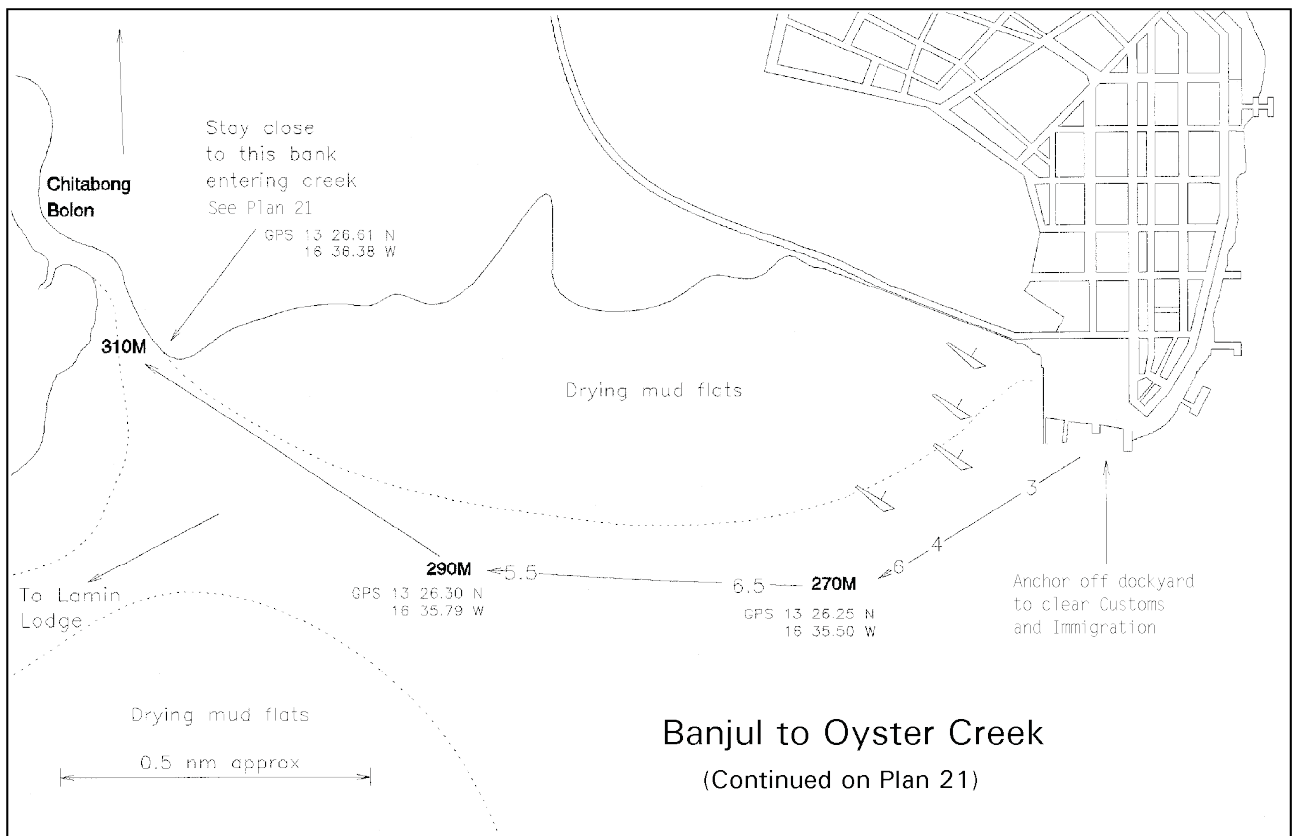 Stay close
to this bank
entering creek
See Plan 21
GPS 13 26.61 N
16 36.38 W
Chitabong
Bolon
310M
Drying mud flats
3
4
6
290M
5.5
6.5
270M
GPS 13 26.30 N
16 35.79 W
GPS 13 26.25 N
16 35.50 W
Anchor off dockyard
to clear Customs
and Immigration
To Lamin
Lodge
Drying mud flats
0.5 nm approx
Banjul to Oyster Creek
(Continued on Plan 21)